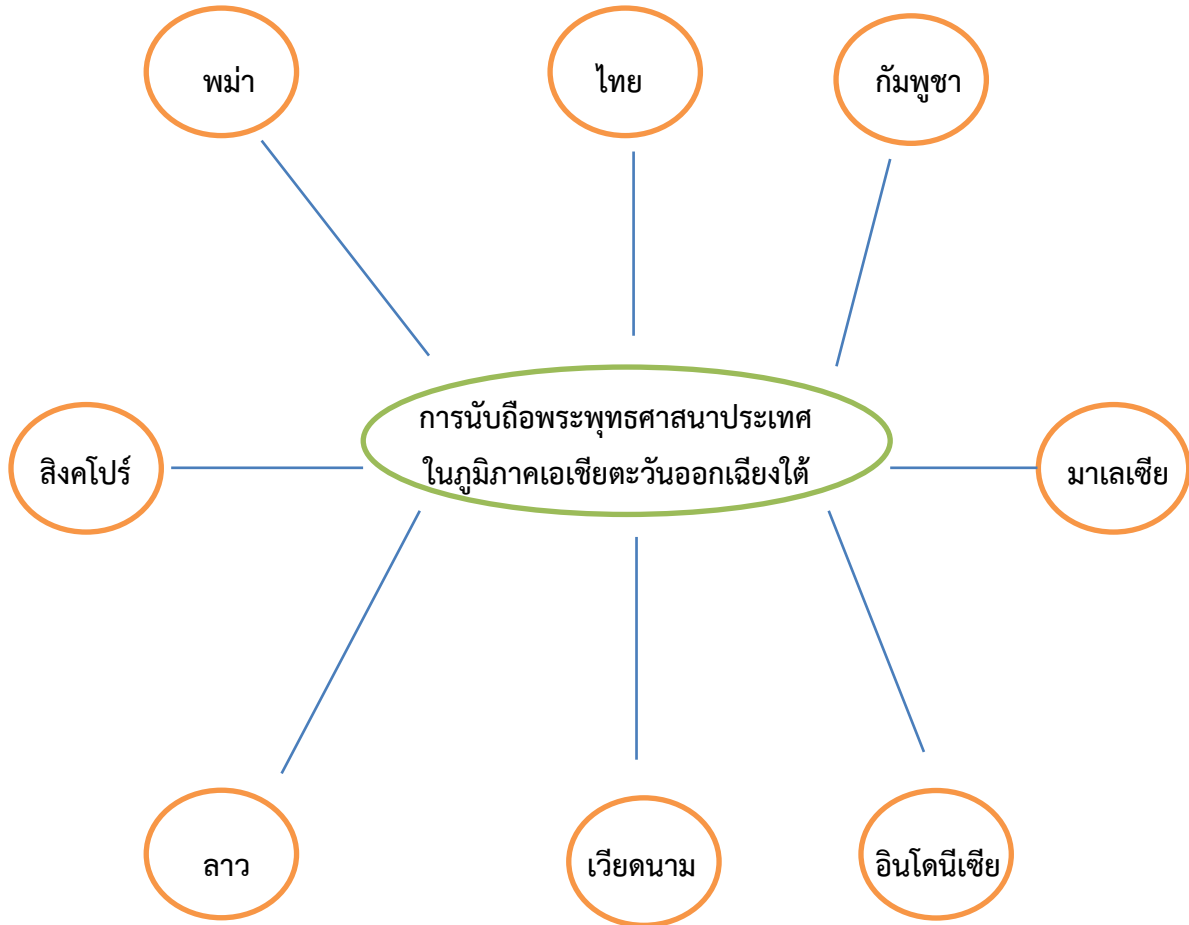 พม่า
ไทย
กัมพูชา
การนับถือพระพุทธศาสนาประเทศ
ในภูมิภาคเอเชียตะวันออกเฉียงใต้
สิงคโปร์
มาเลเซีย
ลาว
เวียดนาม
อินโดนีเซีย